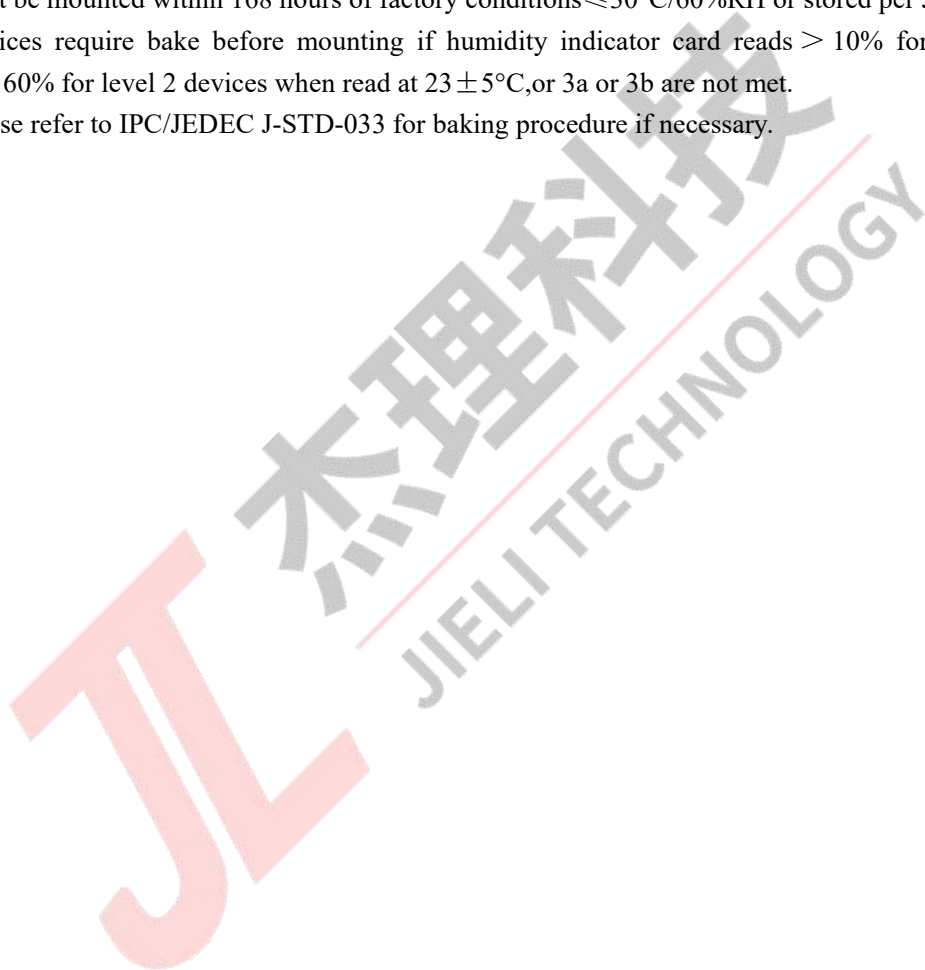 be mounted within 168 hours of factory conditions≤30°C/60%RH or stored per
ices require bake before mounting if humidity indicator card reads > 10% for
60% for level 2 devices when read at 23±5°C,or 3a or 3b are not met.
se refer to IPC/JEDEC J-STD-033 for baking procedure if necessary.
杰理科技
JIELI TECHNOLOGY
JL